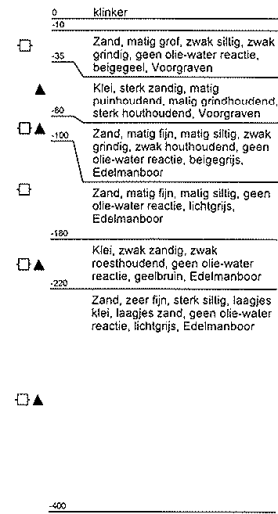 0 klinker
-10
Zand, matig grof, zwak siltig, zwak
grindig, geen olie-water reactie,
beigegeel, Voorgraven
-35
Klei, sterk zandig, matig
puinhoudend, matig grindhoudend,
sterk houthoudend, Voorgraven
-80
Zand, matig fijn, matig siltig, zwak
grindig, zwak houthoudend, geen
olie-water reactie, beigegrijs,
Edelmanboor
-100
Zand, matig fijn, matig siltig, geen
olie-water reactie, lichtgrijs,
Edelmanboor
-180
Klei, zwak zandig, zwak
roesthoudend, geen olie-water
reactie, geelbruin, Edelmanboor
-220
Zand, zeer fijn, sterk siltig, laagjes
klei, laagjes zand, geen olie-water
reactie, lichtgrijs, Edelmanboor
-400